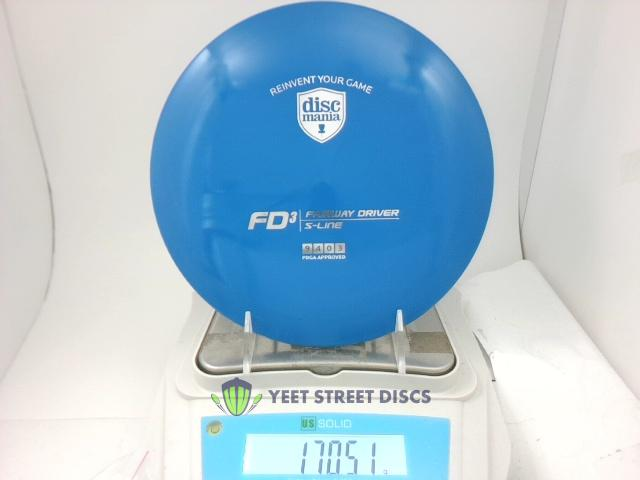 REINVENT YOUR GAME
disc
mania
FD3 FAIRWAY DRIVER
S-LINE
9 4 0 3
PDGA APPROVED
YEET STREET DISCS
US SOLID
170.51 g